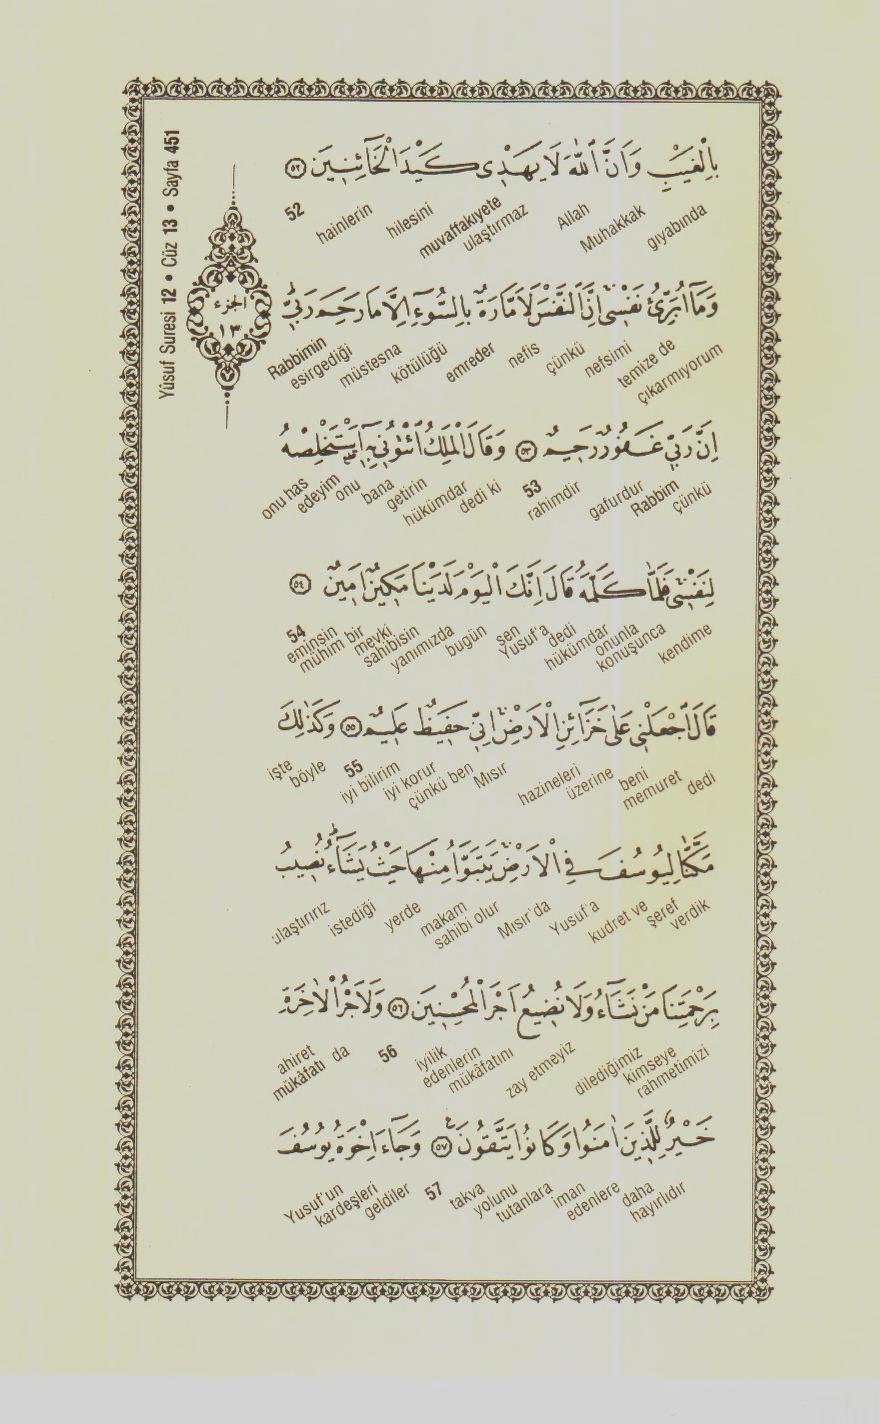 Yusuf Suresi 12 • Cüz 13 • Sayfa 451
الجزء
١٣
بِالْغَيْبِ وَاَنَّ اللّٰهَ لَا يَهْد۪ى كَيْدَ الْخَٓائِن۪ينَ ﴿٥٢﴾
gıyabında Muhakkak Allah muvaffakıyete ulaştırmaz hilesini hainlerin 52
وَمَٓا اُبَرِّئُ نَفْس۪ىۚ اِنَّ النَّفْسَ لَاَمَّارَةٌ بِالسُّٓوءِ اِلَّا مَا رَحِمَ رَبّ۪ىۜ
temize de çıkarmıyorum nefsimi çünkü nefis emreder kötülüğü müstesna esirgediği Rabbimin
اِنَّ رَبّ۪ى غَفُورٌ رَح۪يمٌ ﴿٥٣﴾ وَقَالَ الْمَلِكُ ائْتُون۪ى بِه۪ٓ اَسْتَخْلِصْهُ
çünkü Rabbim gafurdur rahimdir 53 dedi ki hükümdar getirin bana onu edeyim onu has
لِنَفْس۪ىۚ فَلَمَّا كَلَّمَهُ قَالَ اِنَّكَ الْيَوْمَ لَدَيْنَا مَك۪ينٌ اَم۪ينٌ ﴿٥٤﴾
kendime konuşunca onunla hükümdar dedi Yusuf'a sen bugün yanımızda sahibisin mevki mühim bir eminsin 54
قَالَ اجْعَلْن۪ى عَلٰى خَزَٓائِنِ الْاَرْضِۚ اِنّ۪ى حَف۪يظٌ عَل۪يمٌ ﴿٥٥﴾ وَكَذٰلِكَ
dedi memuret beni üzerine hazineleri Mısır çünkü ben iyi korur iyi bilirim 55 böyle işte
مَكَّنَّا لِيُوسُفَ فِى الْاَرْضِۚ يَتَبَوَّاُ مِنْهَا حَيْثُ يَشَٓاءُۜ نُص۪يبُ
verdik şeref kudret ve Yusuf'a Mısır'da makam sahibi olur yerde istediği ulaştırırız
بِرَحْمَتِنَا مَنْ نَشَٓاءُ وَلَا نُض۪يعُ اَجْرَ الْمُحْسِن۪ينَ ﴿٥٦﴾ وَلَاَجْرُ الْاٰخِرَةِ
rahmetimizi kimseye dilediğimiz zay etmeyiz mükâfatını edenlerin iyilik 56 mükâfatı da ahiret
خَيْرٌ لِلَّذ۪ينَ اٰمَنُوا وَكَانُوا يَتَّقُونَ ﴿٥٧﴾ وَجَٓاءَ اِخْوَةُ يُوسُفَ
hayırlıdır daha edenlere iman tutanlara yolunu takva 57 geldiler kardeşleri Yusuf'un